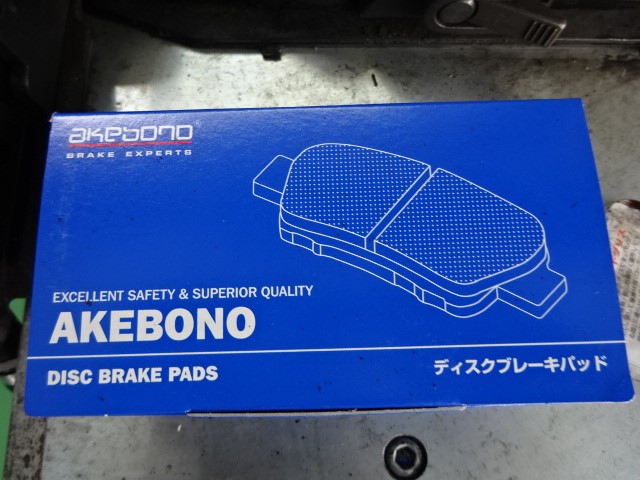 akebono®
BRAKE EXPERTS
EXCELLENT SAFETY & SUPERIOR QUALITY
AKEBONO
DISC BRAKE PADS
ディスクブレーキパッド